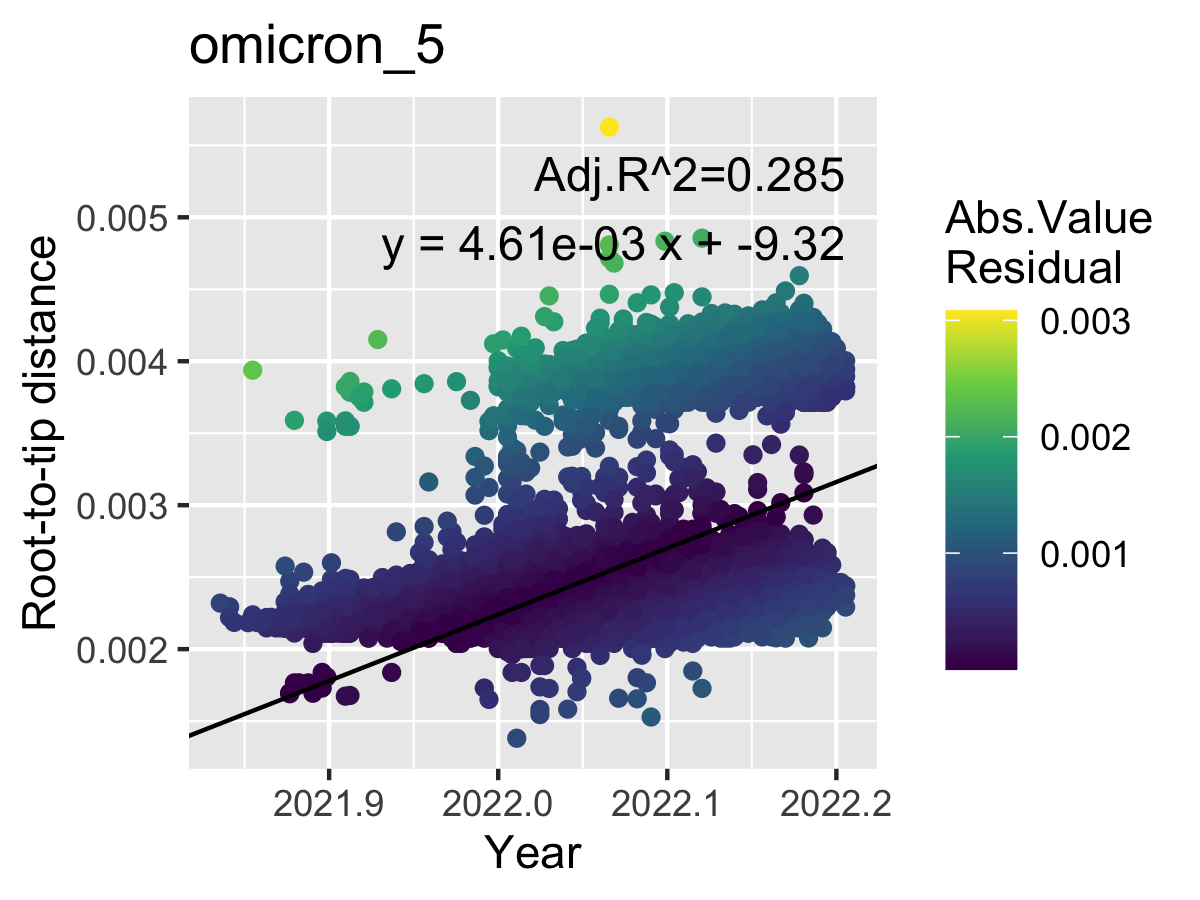 omicron_5
Adj.R^2=0.285
y = 4.61e-03 x + -9.32
Root-to-tip distance
0.005
0.004
0.003
0.002
2021.9 2022.0 2022.1 2022.2
Year
Abs.Value
Residual
0.003
0.002
0.001